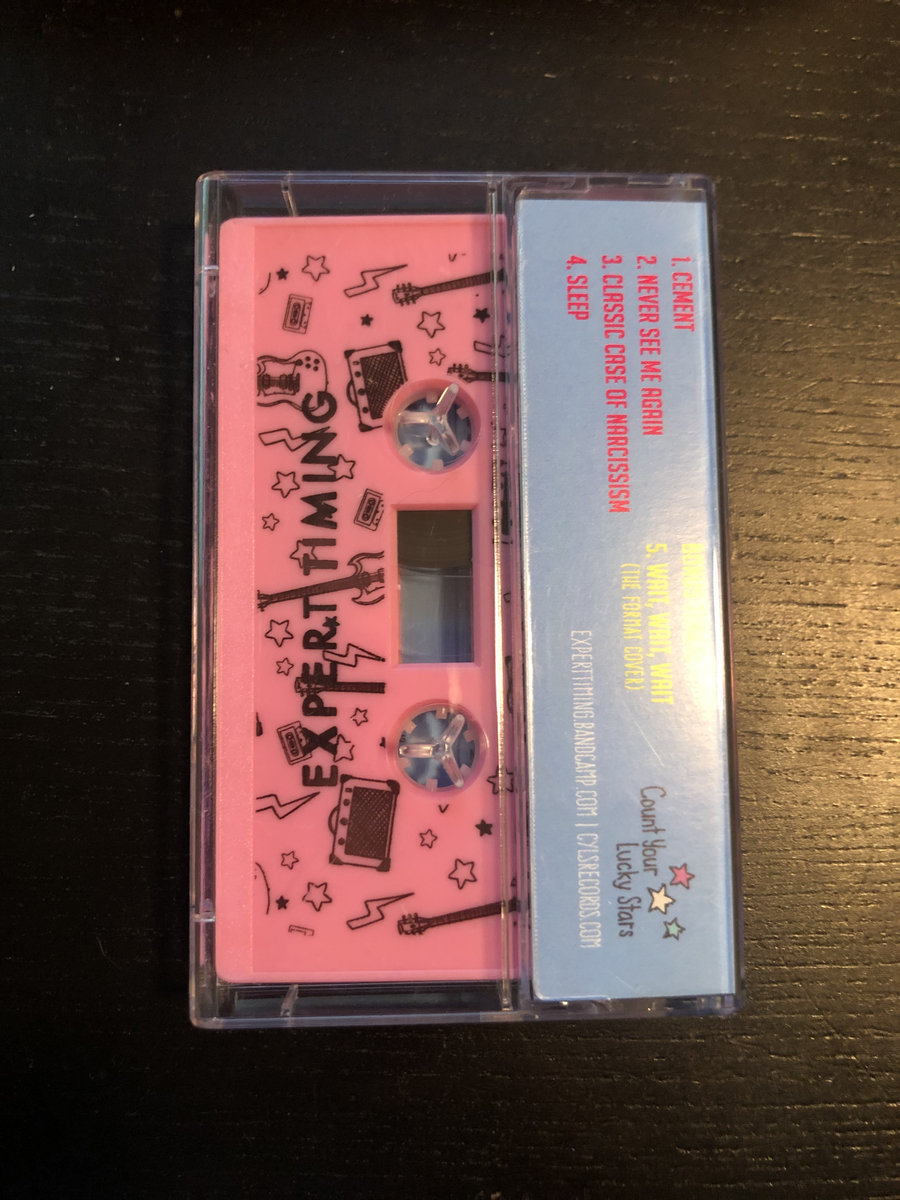 EXPERT TIMING
1. CEMENT
2. NEVER SEE ME AGAIN
3. CLASSIC CASE OF NARCISSISM
4. SLEEP
5. WAIT, WAIT, WAIT
(THE FORMAT COVER)
EXPERTTIMING.BANDCAMP.COM | CYLSRECORDS.COM
Count Your
Lucky Stars